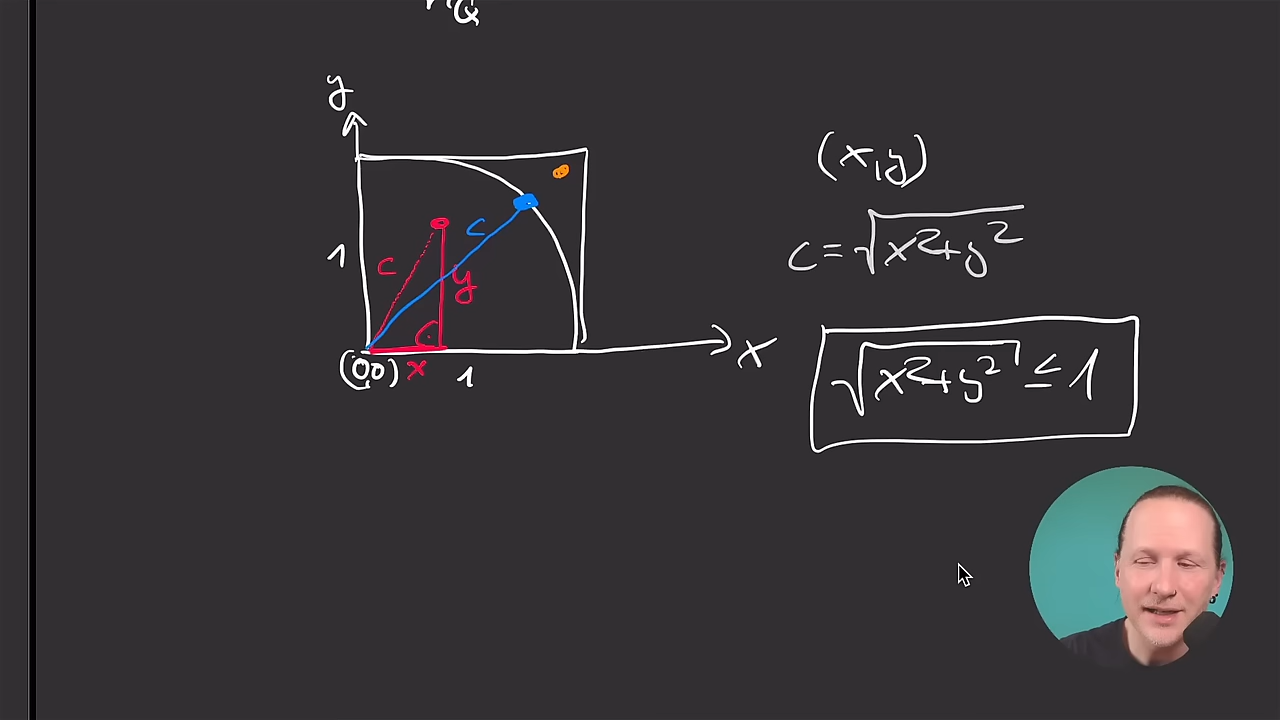 y
(x,y)
c
c = √x²+y²
1
c
y
(0,0)
x
1
x
√x²+y² ≤ 1